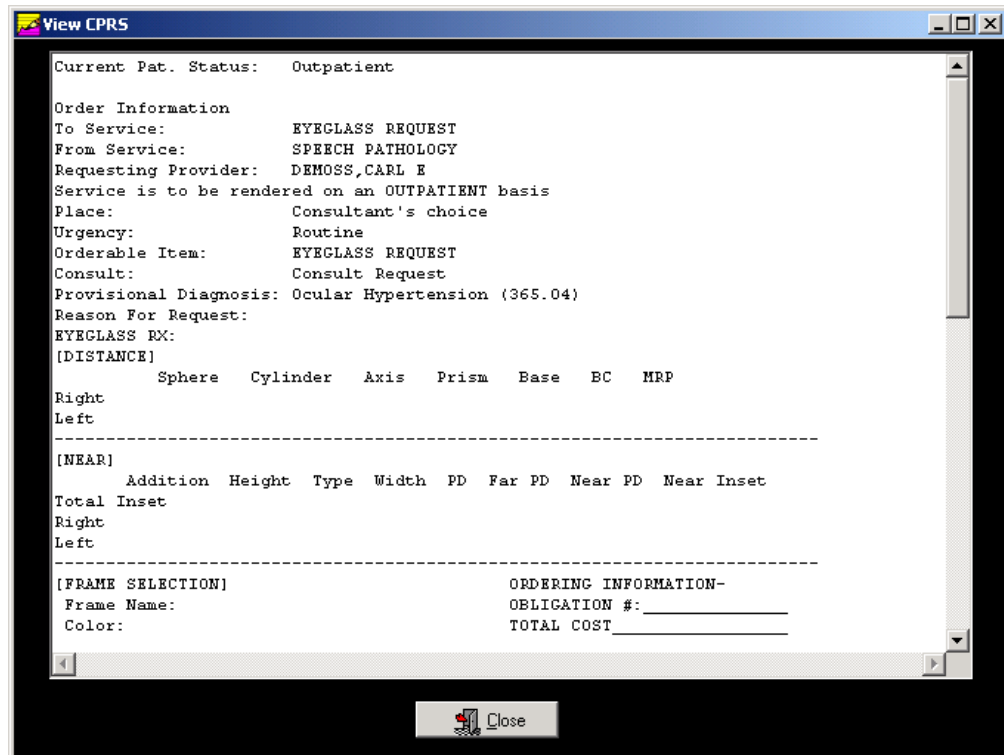 View CPRS
Current Pat. Status: Outpatient
Order Information
To Service: EYEGLASS REQUEST
From Service: SPEECH PATHOLOGY
Requesting Provider: DEMOSS,CARL E
Service is to be rendered on an OUTPATIENT basis
Place: Consultant's choice
Urgency: Routine
Orderable Item: EYEGLASS REQUEST
Consult: Consult Request
Provisional Diagnosis: Ocular Hypertension (365.04)
Reason For Request:
EYEGLASS RX:
[DISTANCE]
Sphere Cylinder Axis Prism Base BC MRP
Right
Left
--------------------------------------------------------------------------
[NEAR]
Addition Height Type Width PD Far PD Near PD Near Inset
Total Inset
Right
Left
--------------------------------------------------------------------------
[FRAME SELECTION] ORDERING INFORMATION-
Frame Name: OBLIGATION #:______________
Color: TOTAL COST_________________
Close